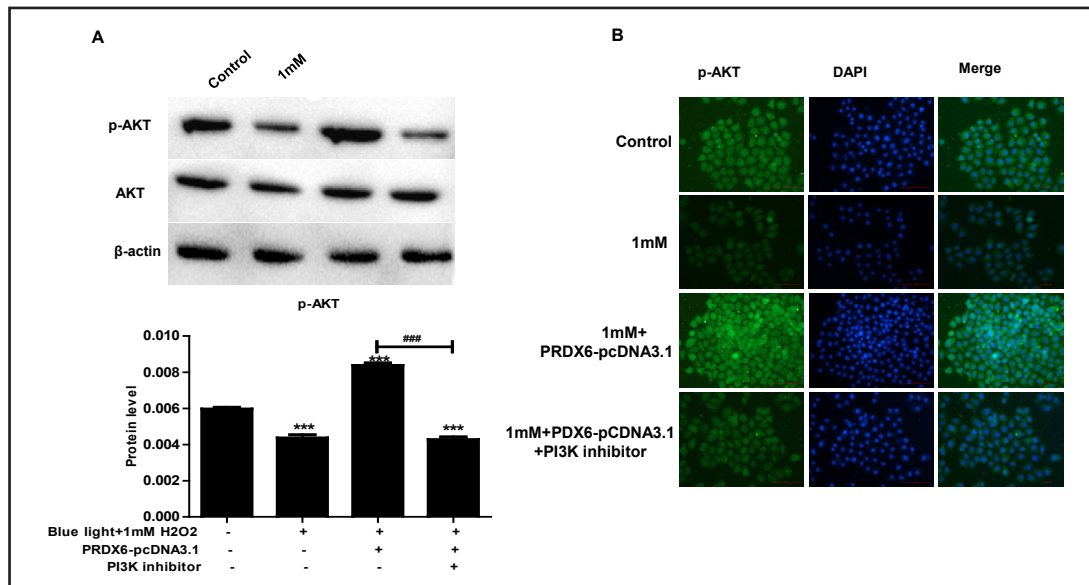 A
Control 1mM
p-AKT
AKT
β-actin
p-AKT
Protein level
0.010
0.008
0.006
0.004
0.002
0.000
***
***
***
###
Blue light+1mM H2O2 - + + +
PRDX6-pcDNA3.1 - - + +
PI3K inhibitor - - - +
B
p-AKT DAPI Merge
Control
1mM
1mM+
PRDX6-pcDNA3.1
1mM+PDX6-pCDNA3.1
+PI3K inhibitor